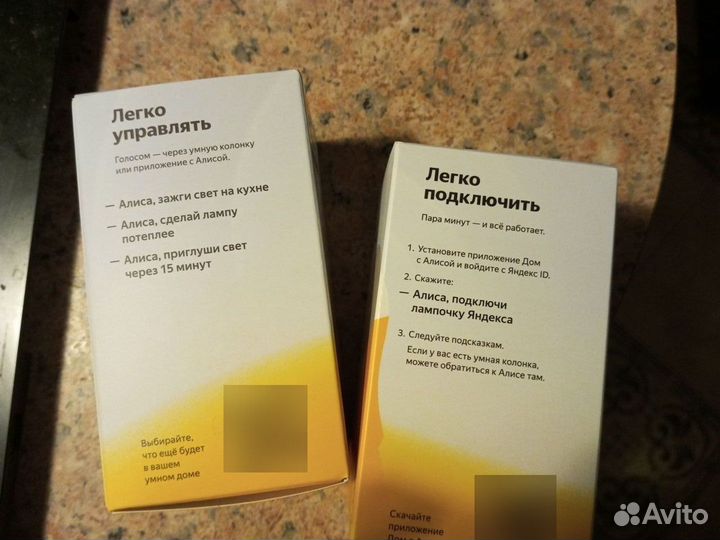 Легко
управлять
Голосом — через умную колонку
или приложение с Алисой.
— Алиса, зажги свет на кухне
— Алиса, сделай лампу
потеплее
— Алиса, приглуши свет
через 15 минут
Выбирайте,
что ещё будет
в вашем
умном доме
Легко
подключить
Пара минут — и всё работает.
1. Установите приложение Дом
с Алисой и войдите с Яндекс ID.
2. Скажите:
— Алиса, подключи
лампочку Яндекса
3. Следуйте подсказкам.
Если у вас есть умная колонка,
можете обратиться к Алисе там.
Скачайте
приложение
Avito